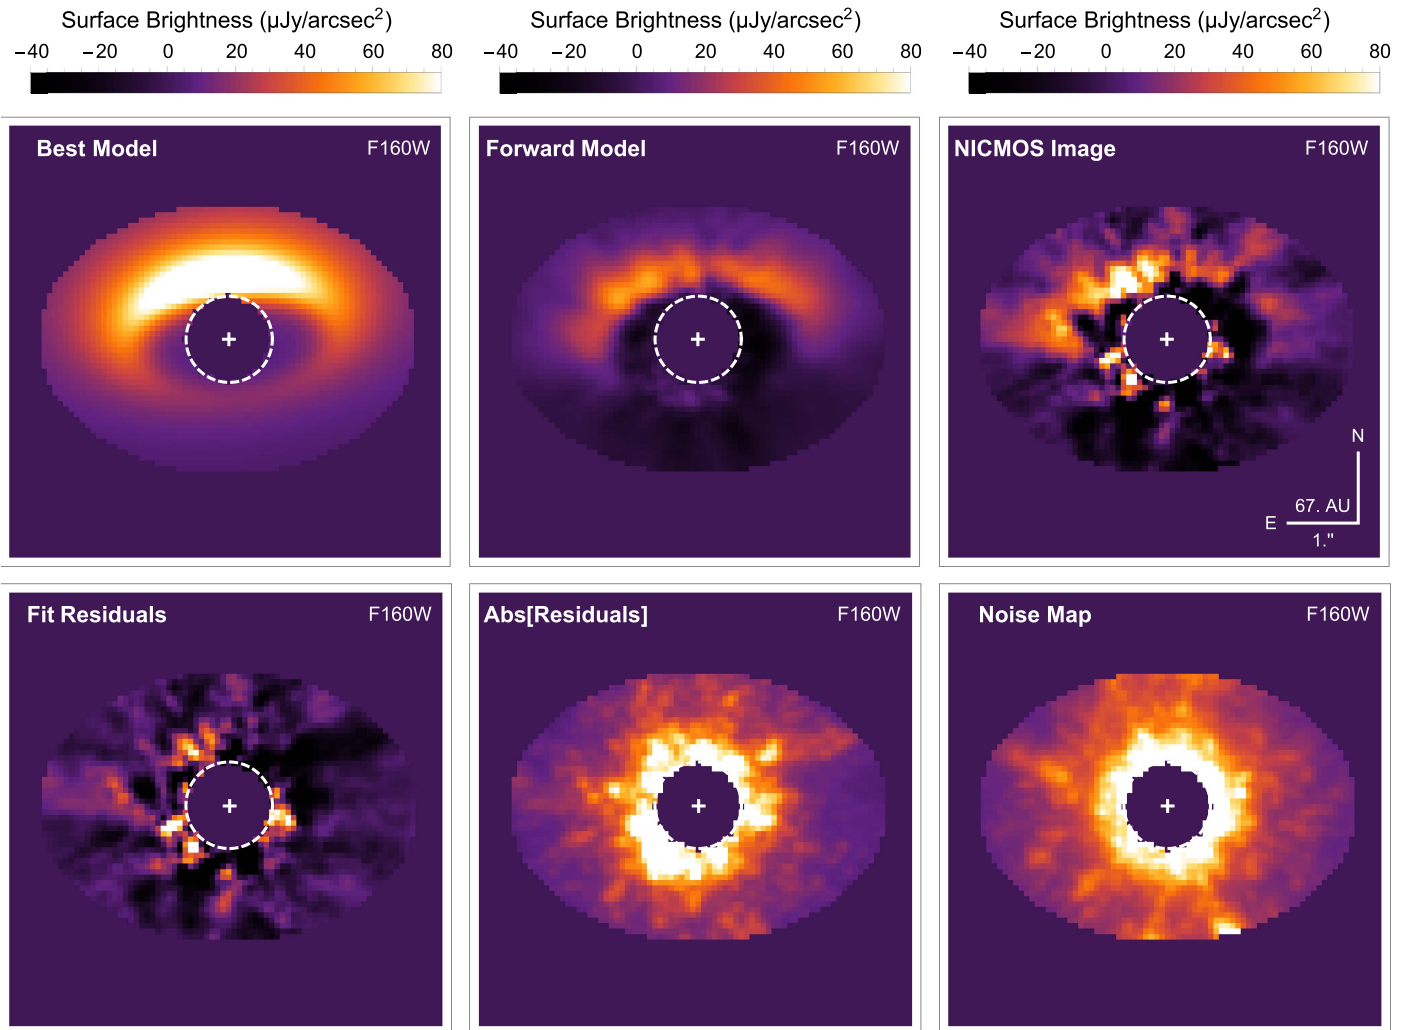 Surface Brightness (µJy/arcsec²) Surface Brightness (µJy/arcsec²) Surface Brightness (µJy/arcsec²)
−40 −20 0 20 40 60 80 −40 −20 0 20 40 60 80 −40 −20 0 20 40 60 80
Best Model F160W Forward Model F160W NICMOS Image F160W
N
67. AU
E
1."
Fit Residuals F160W Abs[Residuals] F160W Noise Map F160W